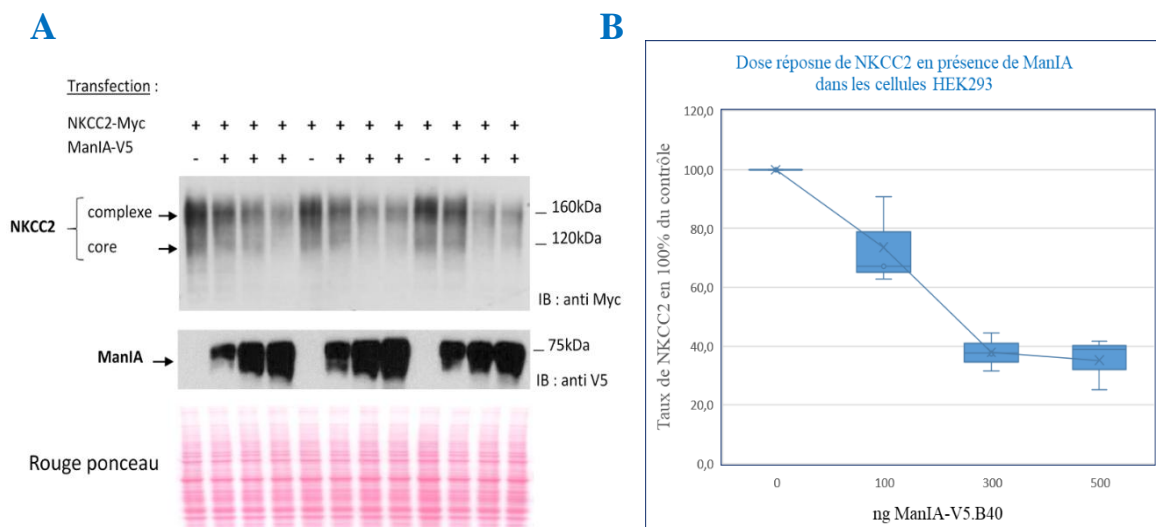 A
Transfection :
NKCC2-Myc + + + + + + + + + + + +
ManIA-V5 - + + + - + + + - + + +
NKCC2
complexe
core
_ 160kDa
_ 120kDa
IB : anti Myc
ManIA
_ 75kDa
IB : anti V5
Rouge ponceau
B
Dose réposne de NKCC2 en présence de ManIA
dans les cellules HEK293
Taux de NKCC2 en 100% du contrôle
120,0
100,0
80,0
60,0
40,0
20,0
0,0
0 100 300 500
ng ManIA-V5.B40